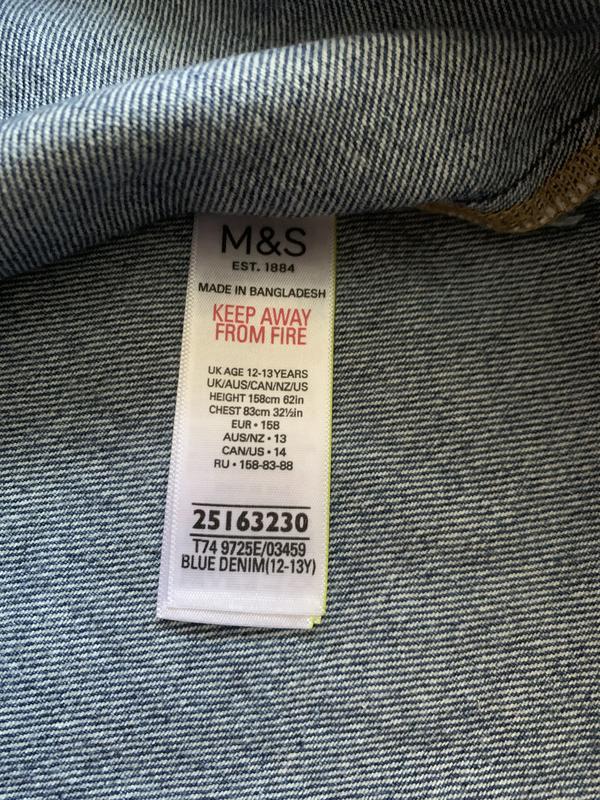 M&S
EST. 1884
MADE IN BANGLADESH
KEEP AWAY
FROM FIRE
UK AGE 12-13YEARS
UK/AUS/CAN/NZ/US
HEIGHT 158cm 62in
CHEST 83cm 32½in
EUR • 158
AUS/NZ • 13
CAN/US • 14
RU • 158-83-88
25163230
T74 9725E/03459
BLUE DENIM(12-13Y)